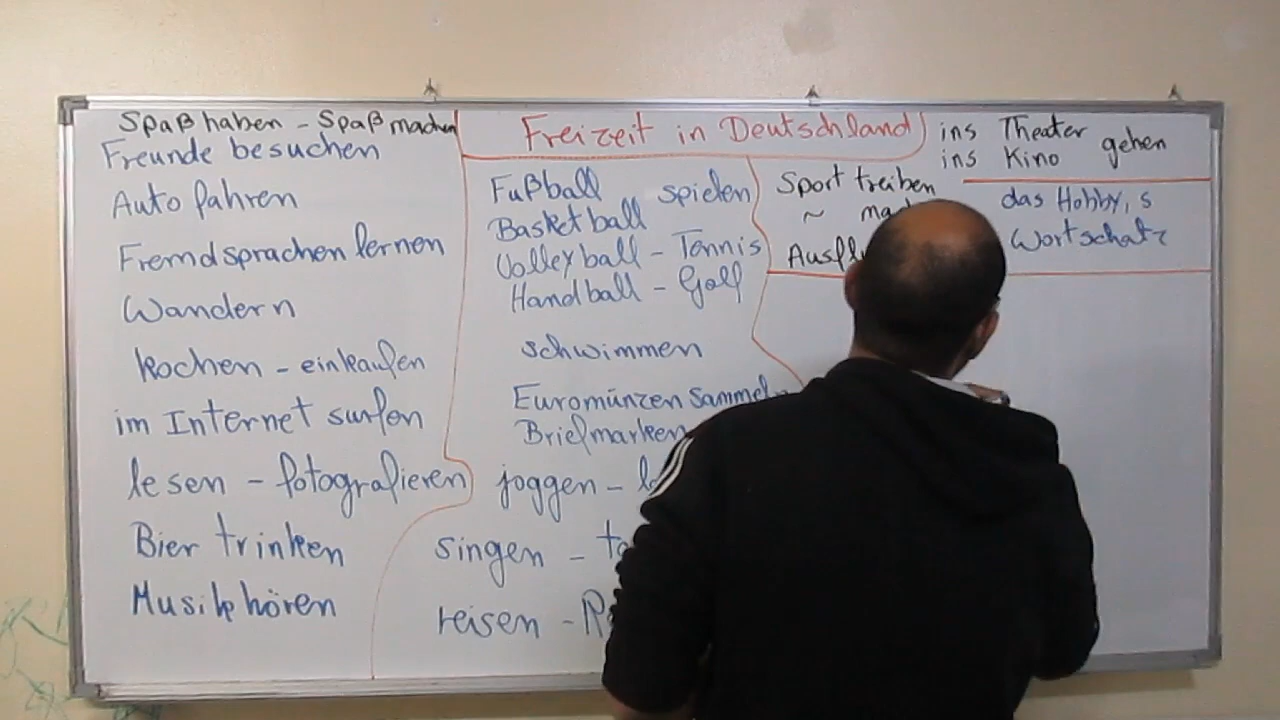 Spaß haben - Spaß machen
Freunde besuchen
Auto fahren
Fremdsprachen lernen
Wandern
kochen - einkaufen
im Internet surfen
lesen - fotografieren
Bier trinken
Musik hören
Freizeit in Deutschland
Fußball spielen
Basketball
Volleyball - Tennis
Handball - Golf
schwimmen
Euromünzen sammeln
Briefmarken
joggen -
singen -
reisen -
Sport treiben
~
ins Theater gehen
ins Kino
das Hobby, s
Wortschatz